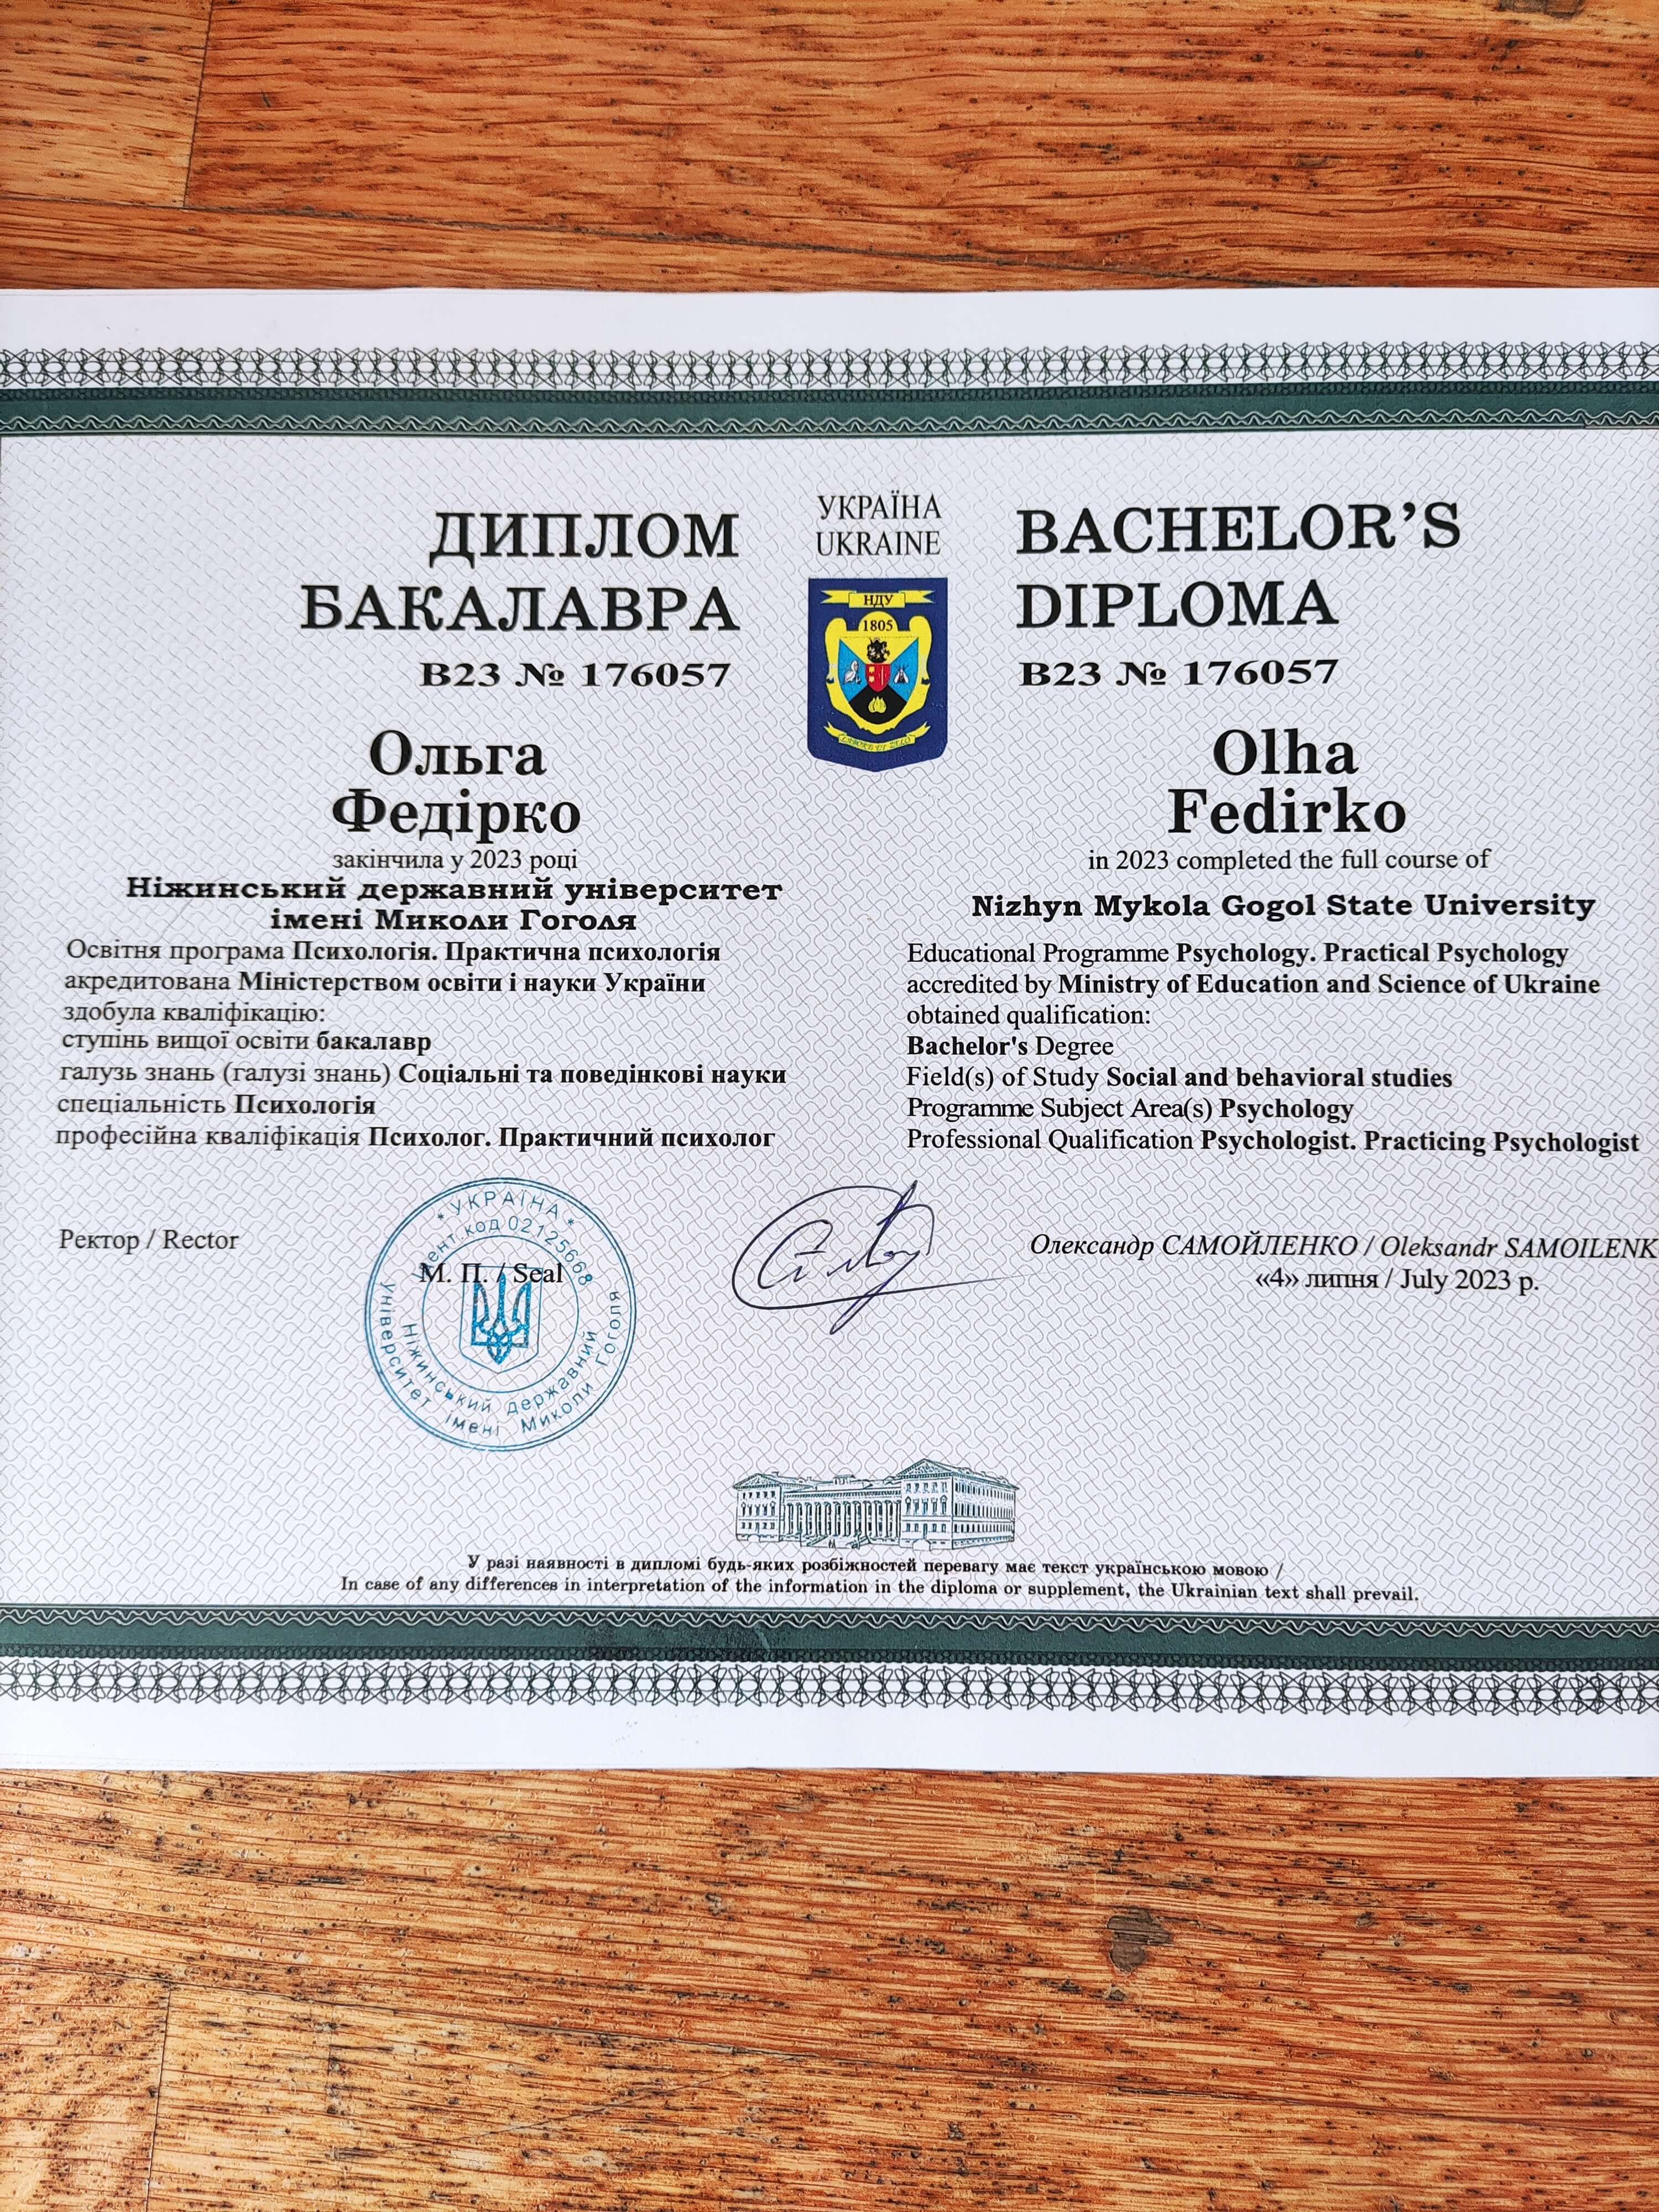 УКРАЇНА
UKRAINE
НДУ
1805
LABORE ET ZELO
ДИПЛОМ
БАКАЛАВРА
В23 № 176057
Ольга
Федірко
закінчила у 2023 році
Ніжинський державний університет
імені Миколи Гоголя
Освітня програма Психологія. Практична психологія
акредитована Міністерством освіти і науки України
здобула кваліфікацію:
ступінь вищої освіти бакалавр
галузь знань (галузі знань) Соціальні та поведінкові науки
спеціальність Психологія
професійна кваліфікація Психолог. Практичний психолог
BACHELOR’S
DIPLOMA
B23 № 176057
Olha
Fedirko
in 2023 completed the full course of
Nizhyn Mykola Gogol State University
Educational Programme Psychology. Practical Psychology
accredited by Ministry of Education and Science of Ukraine
obtained qualification:
Bachelor's Degree
Field(s) of Study Social and behavioral studies
Programme Subject Area(s) Psychology
Professional Qualification Psychologist. Practicing Psychologist
Ректор / Rector
М. П. / Seal
* УКРАЇНА *
Ідент.код 02125668
Ніжинський державний
університет імені Миколи Гоголя
Олександр САМОЙЛЕНКО / Oleksandr SAMOILENK
«4» липня / July 2023 р.
У разі наявності в дипломі будь-яких розбіжностей перевагу має текст українською мовою /
In case of any differences in interpretation of the information in the diploma or supplement, the Ukrainian text shall prevail.